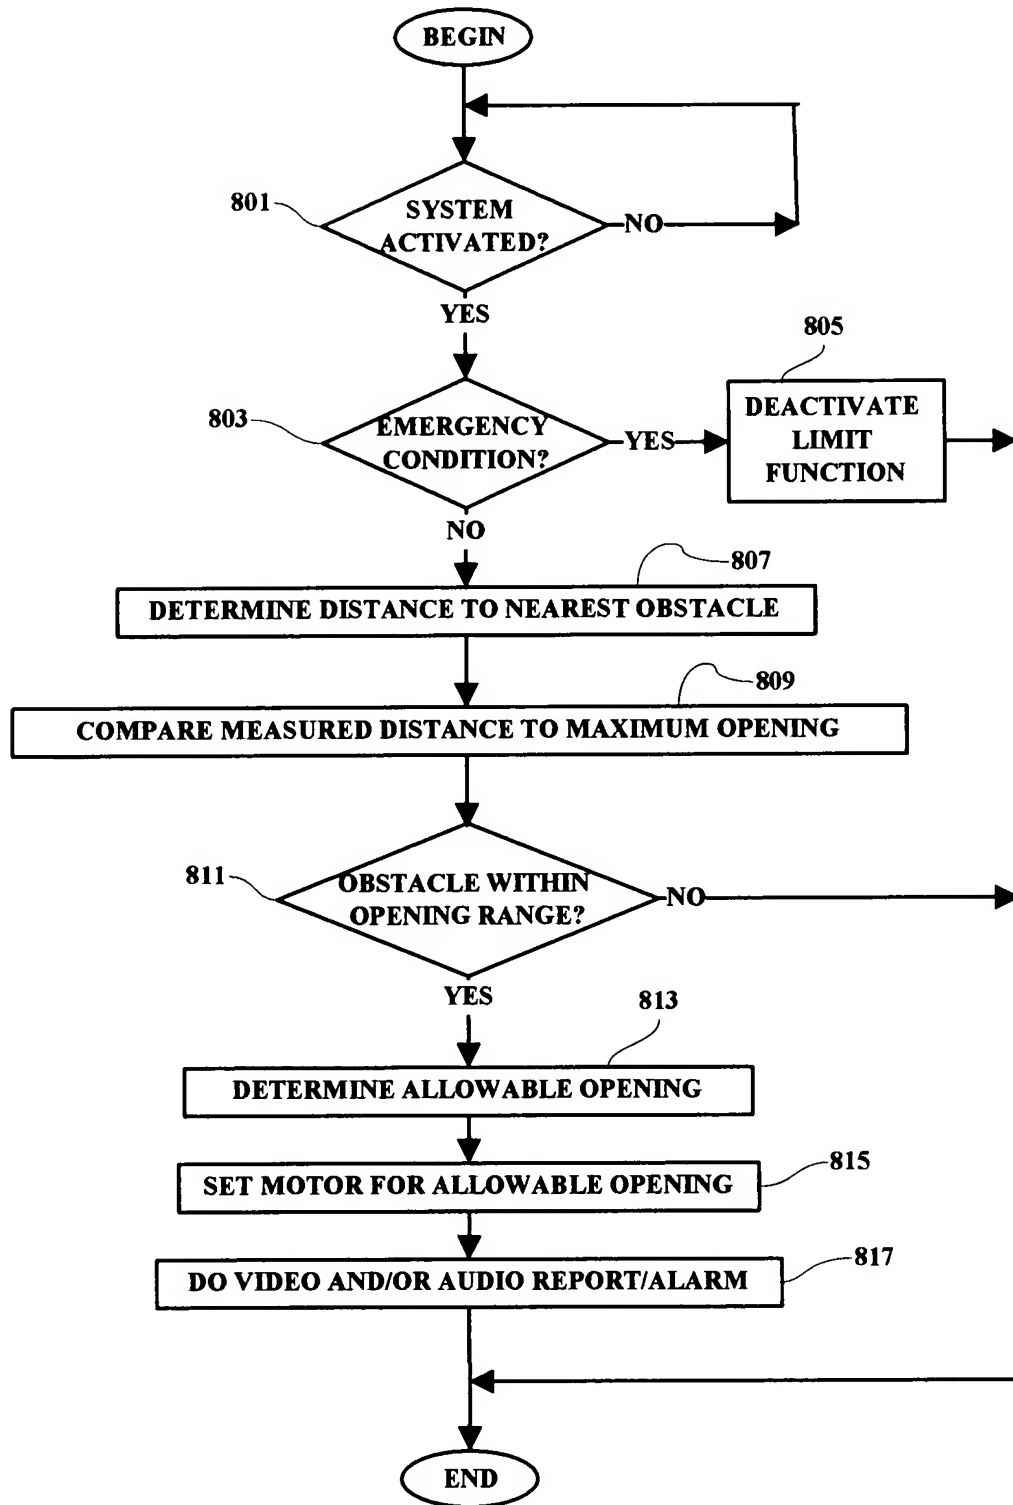 BEGIN
801
SYSTEM
ACTIVATED?
NO
YES
805
803
EMERGENCY
CONDITION?
YES
DEACTIVATE
LIMIT
FUNCTION
NO
807
DETERMINE DISTANCE TO NEAREST OBSTACLE
809
COMPARE MEASURED DISTANCE TO MAXIMUM OPENING
811
OBSTACLE WITHIN
OPENING RANGE?
NO
YES
813
DETERMINE ALLOWABLE OPENING
815
SET MOTOR FOR ALLOWABLE OPENING
817
DO VIDEO AND/OR AUDIO REPORT/ALARM
END